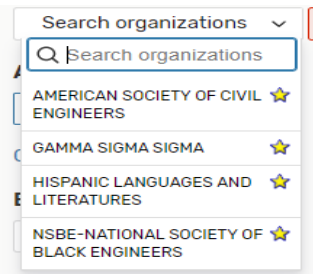 Search organizations
Search organizations
AMERICAN SOCIETY OF CIVIL
ENGINEERS
GAMMA SIGMA SIGMA
HISPANIC LANGUAGES AND
LITERATURES
NSBE-NATIONAL SOCIETY OF
BLACK ENGINEERS